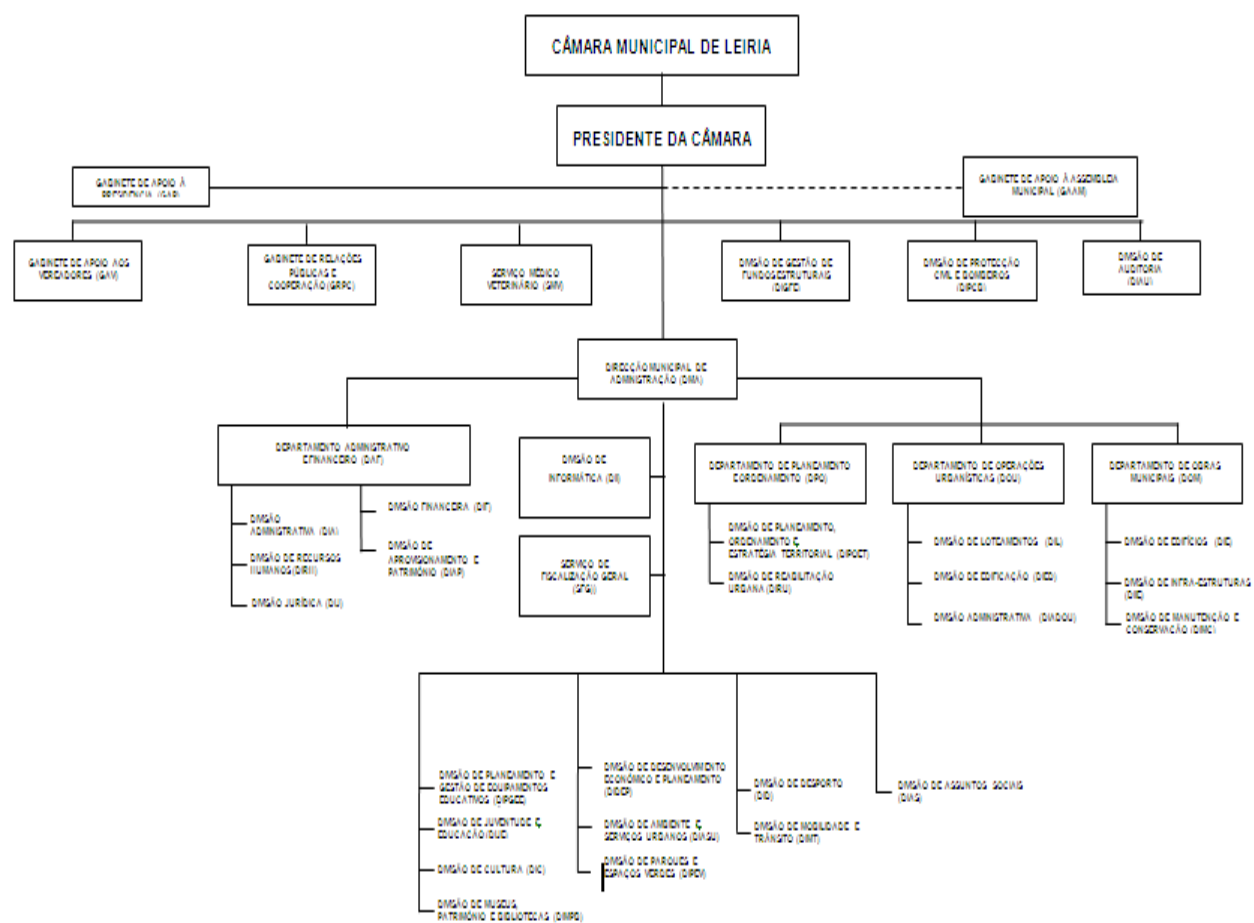 CÂMARA MUNICIPAL DE LEIRIA
PRESIDENTE DA CÂMARA
GABINETE DE APOIO À
PRESIDÊNCIA (GAP)
GABINETE DE APOIO À ASSEMBLEIA
MUNICIPAL (GAAM)
GABINETE DE APOIO AOS
VEREADORES (GAV)
GABINETE DE RELAÇÕES
PÚBLICAS E
COOPERAÇÃO (GRPC)
SERVIÇO MÉDICO
VETERINÁRIO (SMV)
DIVISÃO DE GESTÃO DE
FUNDOS ESTRUTURAIS
(DIGFE)
DIVISÃO DE PROTECÇÃO
CIVIL E BOMBEIROS
(DIPCB)
DIVISÃO DE
AUDITORIA
(DIAU)
DIRECÇÃO MUNICIPAL DE
ADMINISTRAÇÃO (DMA)
DEPARTAMENTO ADMINISTRATIVO
E FINANCEIRO (DAF)
DIVISÃO
ADMINISTRATIVA (DIA)
DIVISÃO DE RECURSOS
HUMANOS (DIRH)
DIVISÃO JURÍDICA (DIJ)
DIVISÃO FINANCEIRA (DIF)
DIVISÃO DE
APROVISIONAMENTO E
PATRIMÓNIO (DIAP)
DIVISÃO DE
INFORMÁTICA (DII)
SERVIÇO DE
FISCALIZAÇÃO GERAL
(SFG))
DEPARTAMENTO DE PLANEAMENTO
E ORDENAMENTO (DPO)
DIVISÃO DE PLANEAMENTO,
ORDENAMENTO E
ESTRATÉGIA TERRITORIAL (DIPOET)
DIVISÃO DE REABILITAÇÃO
URBANA (DIRU)
DEPARTAMENTO DE OPERAÇÕES
URBANÍSTICAS (DOU)
DIVISÃO DE LOTEAMENTOS (DIL)
DIVISÃO DE EDIFICAÇÃO (DIED)
DIVISÃO ADMINISTRATIVA (DIADOU)
DEPARTAMENTO DE OBRAS
MUNICIPAIS (DOM)
DIVISÃO DE EDIFÍCIOS (DIE)
DIVISÃO DE INFRA-ESTRUTURAS
(DIIE)
DIVISÃO DE MANUTENÇÃO E
CONSERVAÇÃO (DIMC)
DIVISÃO DE PLANEAMENTO E
GESTÃO DE EQUIPAMENTOS
EDUCATIVOS (DIPGEE)
DIVISÃO DE JUVENTUDE E
EDUCAÇÃO (DIJE)
DIVISÃO DE CULTURA (DIC)
DIVISÃO DE MUSEUS,
PATRIMÓNIO E BIBLIOTECAS (DIMPB)
DIVISÃO DE DESENVOLVIMENTO
ECONÓMICO E PLANEAMENTO
(DIDEP)
DIVISÃO DE AMBIENTE E
SERVIÇOS URBANOS (DIASU)
DIVISÃO DE PARQUES E
ESPAÇOS VERDES (DIPEV)
DIVISÃO DE DESPORTO
(DID)
DIVISÃO DE MOBILIDADE E
TRÂNSITO (DIMT)
DIVISÃO DE ASSUNTOS SOCIAIS
(DIAS)